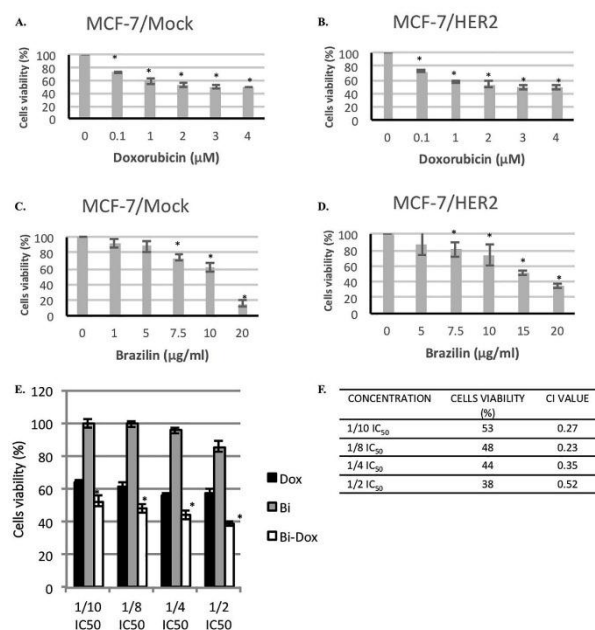 A.
MCF-7/Mock
Cells viability (%)
100
80
60
40
20
0
* * * * *
0 0.1 1 2 3 4
Doxorubicin (µM)
B.
MCF-7/HER2
Cells viability (%)
100
80
60
40
20
0
* * * * *
0 0.1 1 2 3 4
Doxorubicin (µM)
C.
MCF-7/Mock
Cells viability (%)
100
80
60
40
20
0
* * *
0 1 5 7.5 10 20
Brazilin (µg/ml)
D.
MCF-7/HER2
Cells viability (%)
100
80
60
40
20
0
* * * *
0 5 7.5 10 15 20
Brazilin (µg/ml)
E.
Cells viability (%)
120
100
80
60
40
20
0
* * * *
1/10 1/8 1/4 1/2
IC50 IC50 IC50 IC50
Dox
Bi
Bi-Dox
F.
CONCENTRATION CELLS VIABILITY CI VALUE
(%)
1/10 IC50 53 0.27
1/8 IC50 48 0.23
1/4 IC50 44 0.35
1/2 IC50 38 0.52